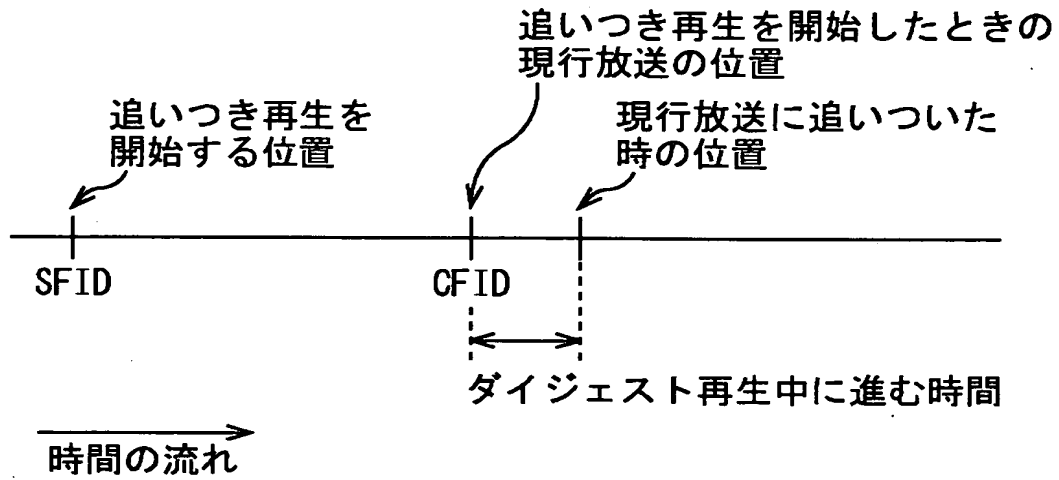 追いつき再生を開始したときの
現行放送の位置
追いつき再生を
開始する位置
現行放送に追いついた
時の位置
SFID
CFID
ダイジェスト再生中に進む時間
時間の流れ